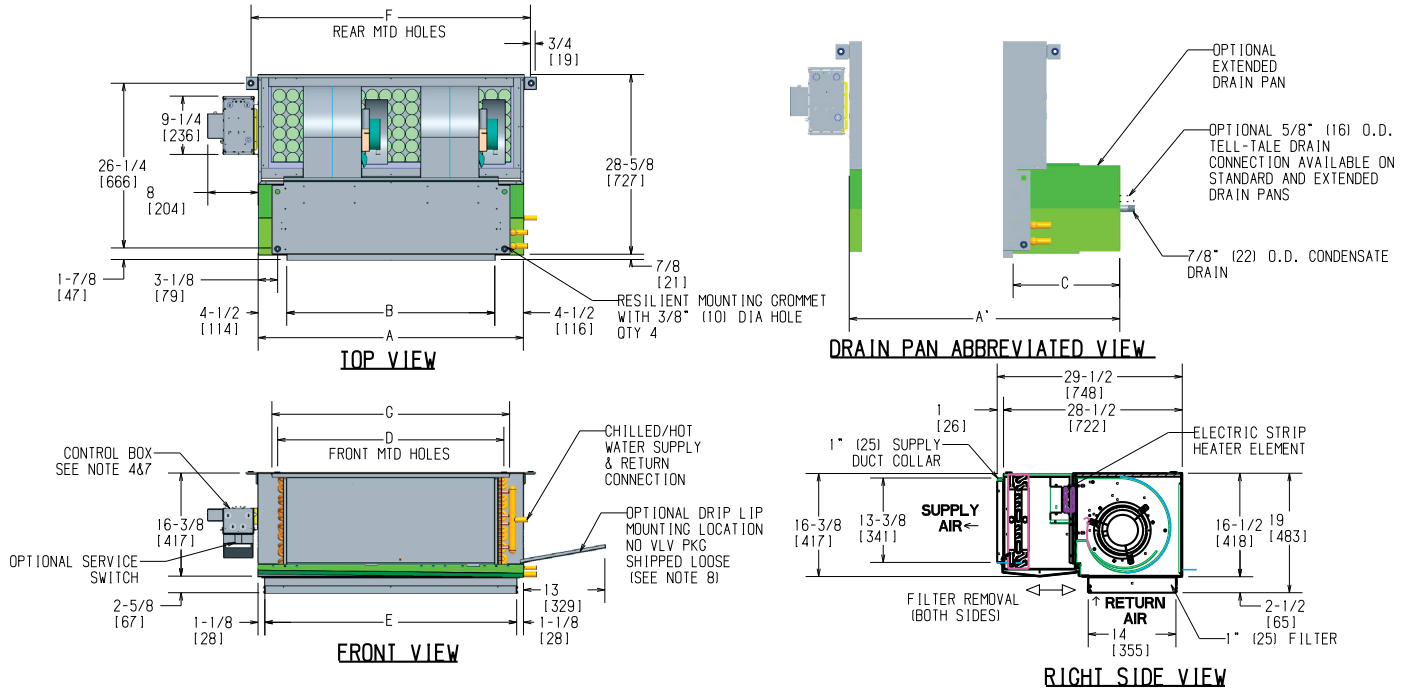 F
REAR MTD HOLES
3/4
[19]
9-1/4
[236]
26-1/4
[666]
8
[204]
28-5/8
[727]
1-7/8
[47]
3-1/8
[79]
4-1/2
[114]
B
A
7/8
[21]
4-1/2
[116]
RESILIENT MOUNTING GROMMET
WITH 3/8" (10) DIA HOLE
QTY 4
TOP VIEW
OPTIONAL
EXTENDED
DRAIN PAN
OPTIONAL 5/8" (16) O.D.
TELL-TALE DRAIN
CONNECTION AVAILABLE ON
STANDARD AND EXTENDED
DRAIN PANS
7/8" (22) O.D. CONDENSATE
DRAIN
C
A'
DRAIN PAN ABBREVIATED VIEW
G
D
FRONT MTD HOLES
CONTROL BOX
SEE NOTE 4&7
16-3/8
[417]
OPTIONAL SERVICE
SWITCH
2-5/8
[67]
1-1/8
[28]
E
1-1/8
[28]
CHILLED/HOT
WATER SUPPLY
& RETURN
CONNECTION
OPTIONAL DRIP LIP
MOUNTING LOCATION
NO VLV PKG
SHIPPED LOOSE
(SEE NOTE 8)
13
[329]
FRONT VIEW
29-1/2
[748]
1
[26]
28-1/2
[722]
1" (25) SUPPLY
DUCT COLLAR
ELECTRIC STRIP
HEATER ELEMENT
16-3/8
[417]
13-3/8
[341]
SUPPLY
AIR←
16-1/2
[418]
19
[483]
FILTER REMOVAL
(BOTH SIDES)
↑ RETURN
AIR
14
[355]
2-1/2
[65]
1" (25) FILTER
RIGHT SIDE VIEW